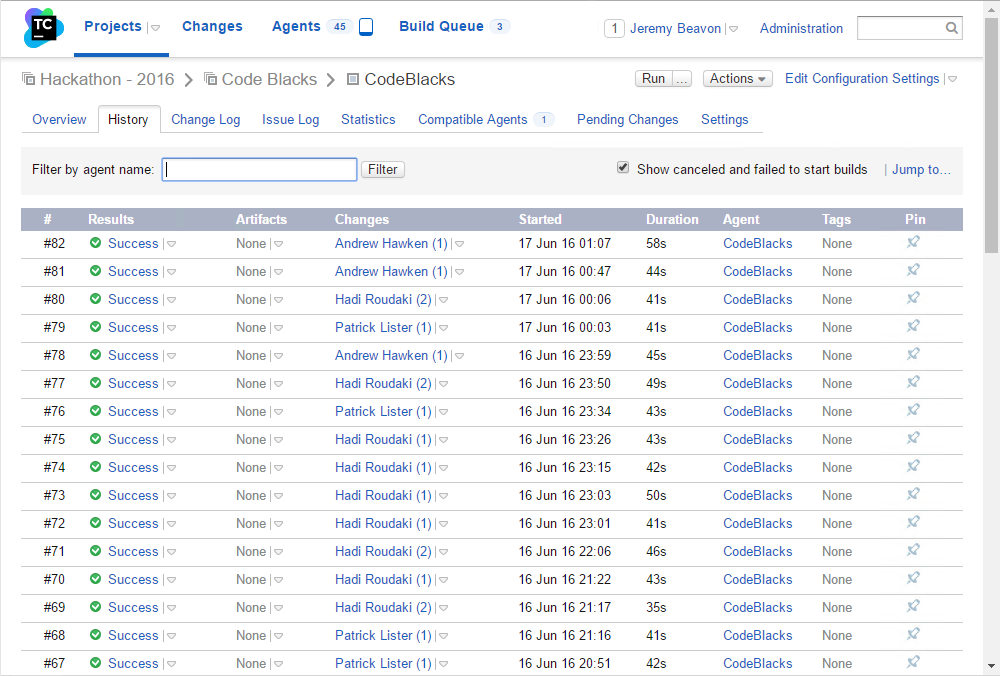 TC Projects Changes Agents 45 Build Queue 3 1 Jeremy Beavon Administration
Hackathon - 2016 Code Blacks CodeBlacks Run ... Actions Edit Configuration Settings
Overview History Change Log Issue Log Statistics Compatible Agents 1 Pending Changes Settings
Filter by agent name: Filter Show canceled and failed to start builds | Jump to...
# Results Artifacts Changes Started Duration Agent Tags Pin
#82 Success None Andrew Hawken (1) 17 Jun 16 01:07 58s CodeBlacks None
#81 Success None Andrew Hawken (1) 17 Jun 16 00:47 44s CodeBlacks None
#80 Success None Hadi Roudaki (2) 17 Jun 16 00:06 41s CodeBlacks None
#79 Success None Patrick Lister (1) 17 Jun 16 00:03 41s CodeBlacks None
#78 Success None Andrew Hawken (1) 16 Jun 16 23:59 45s CodeBlacks None
#77 Success None Hadi Roudaki (2) 16 Jun 16 23:50 49s CodeBlacks None
#76 Success None Patrick Lister (1) 16 Jun 16 23:34 43s CodeBlacks None
#75 Success None Hadi Roudaki (1) 16 Jun 16 23:26 43s CodeBlacks None
#74 Success None Hadi Roudaki (1) 16 Jun 16 23:15 42s CodeBlacks None
#73 Success None Hadi Roudaki (1) 16 Jun 16 23:03 50s CodeBlacks None
#72 Success None Hadi Roudaki (1) 16 Jun 16 23:01 41s CodeBlacks None
#71 Success None Hadi Roudaki (2) 16 Jun 16 22:06 46s CodeBlacks None
#70 Success None Hadi Roudaki (1) 16 Jun 16 21:22 43s CodeBlacks None
#69 Success None Hadi Roudaki (2) 16 Jun 16 21:17 35s CodeBlacks None
#68 Success None Patrick Lister (1) 16 Jun 16 21:16 41s CodeBlacks None
#67 Success None Patrick Lister (1) 16 Jun 16 20:51 42s CodeBlacks None